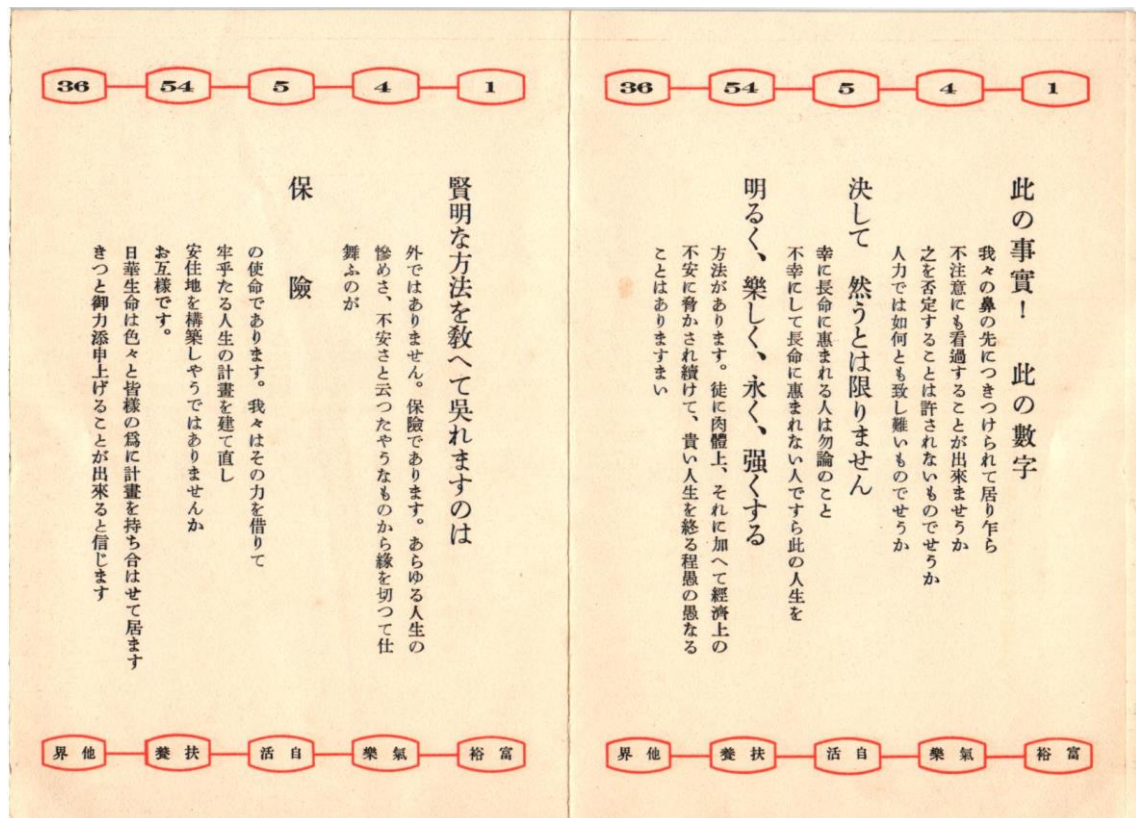 1 4 5 54 36
此の事實！ 此の數字
我々の鼻の先につきつけられて居り乍ら
不注意にも看過することが出來ませうか
之を否定することは許されないものでせうか
人力では如何とも致し難いものでせうか
決して 然うとは限りません
幸に長命に惠まれる人は勿論のこと
不幸にして長命に惠まれない人ですら此の人生を
明るく、樂しく、永く、强くする
方法があります。徒に肉體上、それに加へて經濟上の
不安に脅かされ續けて、貴い人生を終る程愚の愚なる
ことはありますまい
富裕 氣樂 自活 扶養 他界
1 4 5 54 36
賢明な方法を敎へて吳れますのは
外ではありません。保險であります。あらゆる人生の
慘めさ、不安さと云つたやうなものから緣を切つて仕
舞ふのが
保險
の使命であります。我々はその力を借りて
牢乎たる人生の計畫を建て直し
安住地を構築しやうではありませんか
お互樣です。
日華生命は色々と皆樣の爲に計畫を持ち合はせて居ます
きつと御力添申上げることが出來ると信じます
富裕 氣樂 自活 扶養 他界